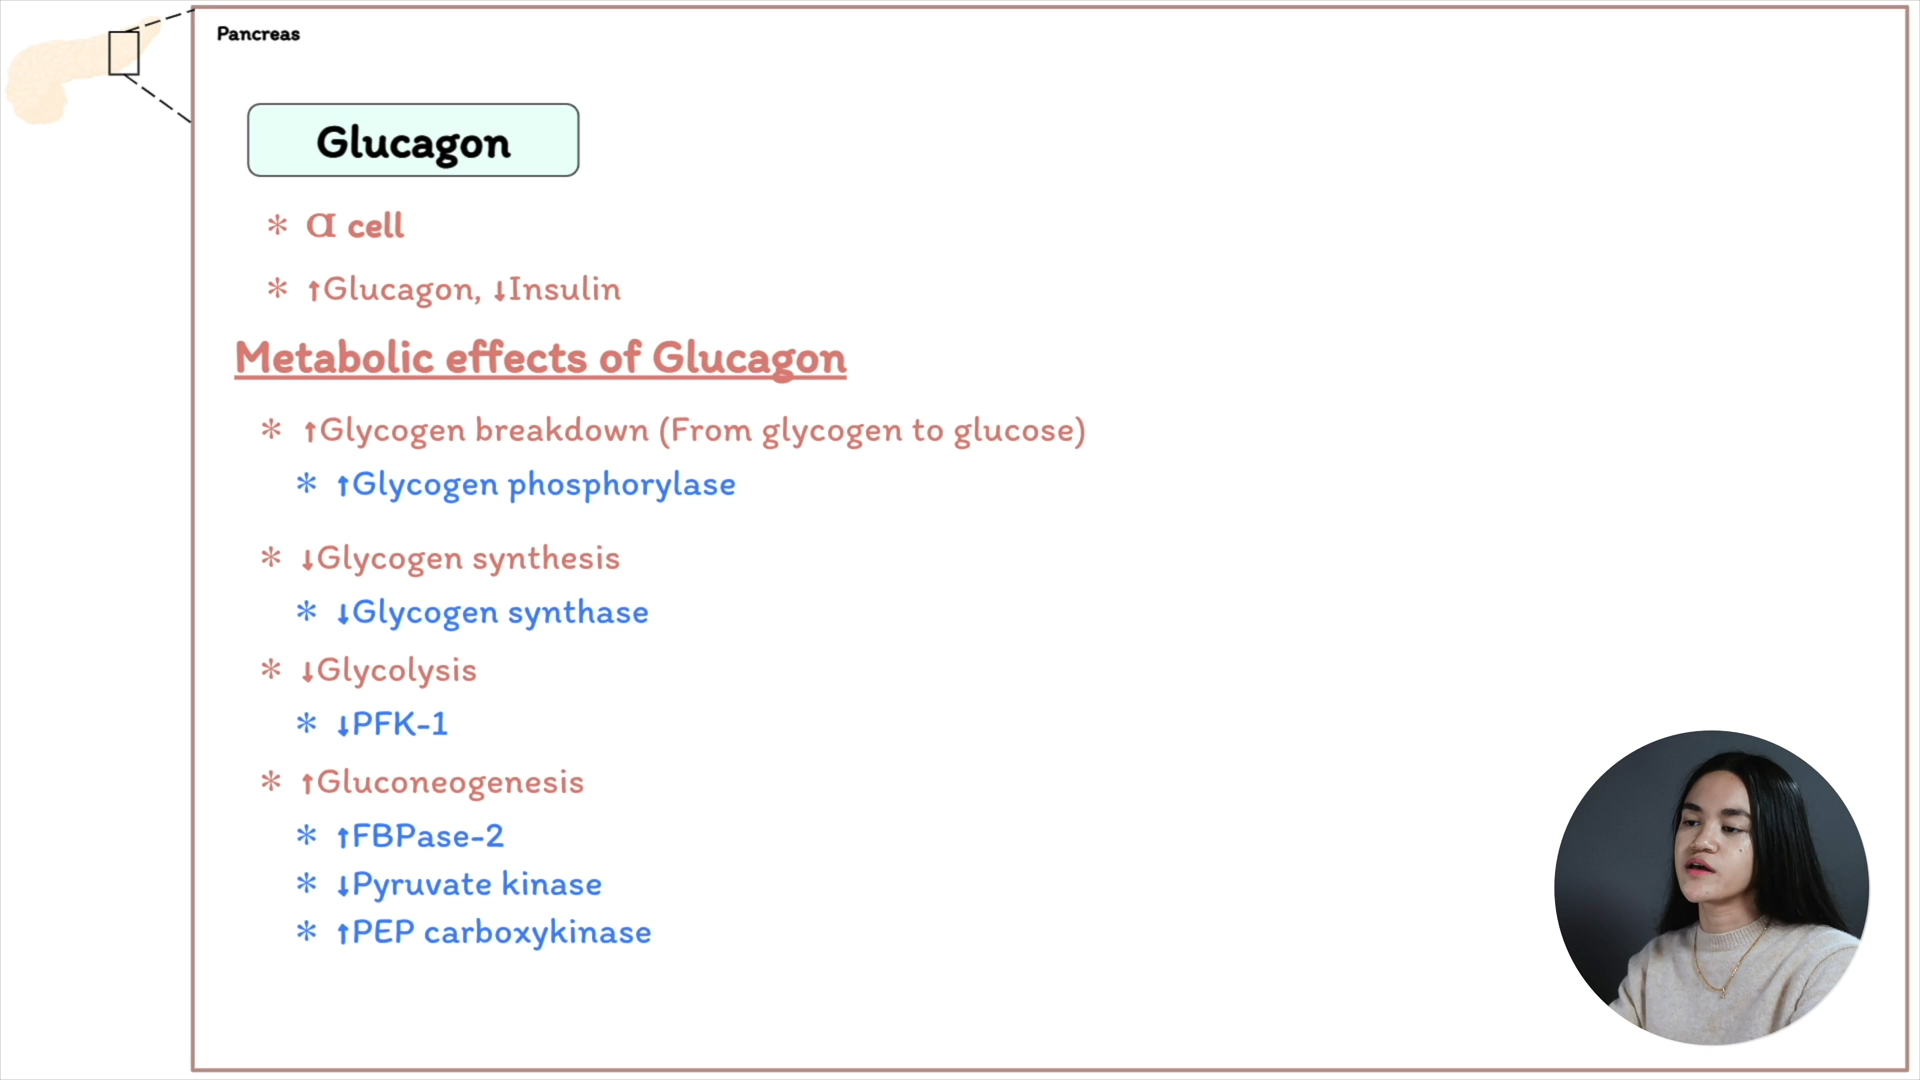 Pancreas
Glucagon
* α cell
* ↑Glucagon, ↓Insulin
Metabolic effects of Glucagon
* ↑Glycogen breakdown (From glycogen to glucose)
* ↑Glycogen phosphorylase
* ↓Glycogen synthesis
* ↓Glycogen synthase
* ↓Glycolysis
* ↓PFK-1
* ↑Gluconeogenesis
* ↑FBPase-2
* ↓Pyruvate kinase
* ↑PEP carboxykinase